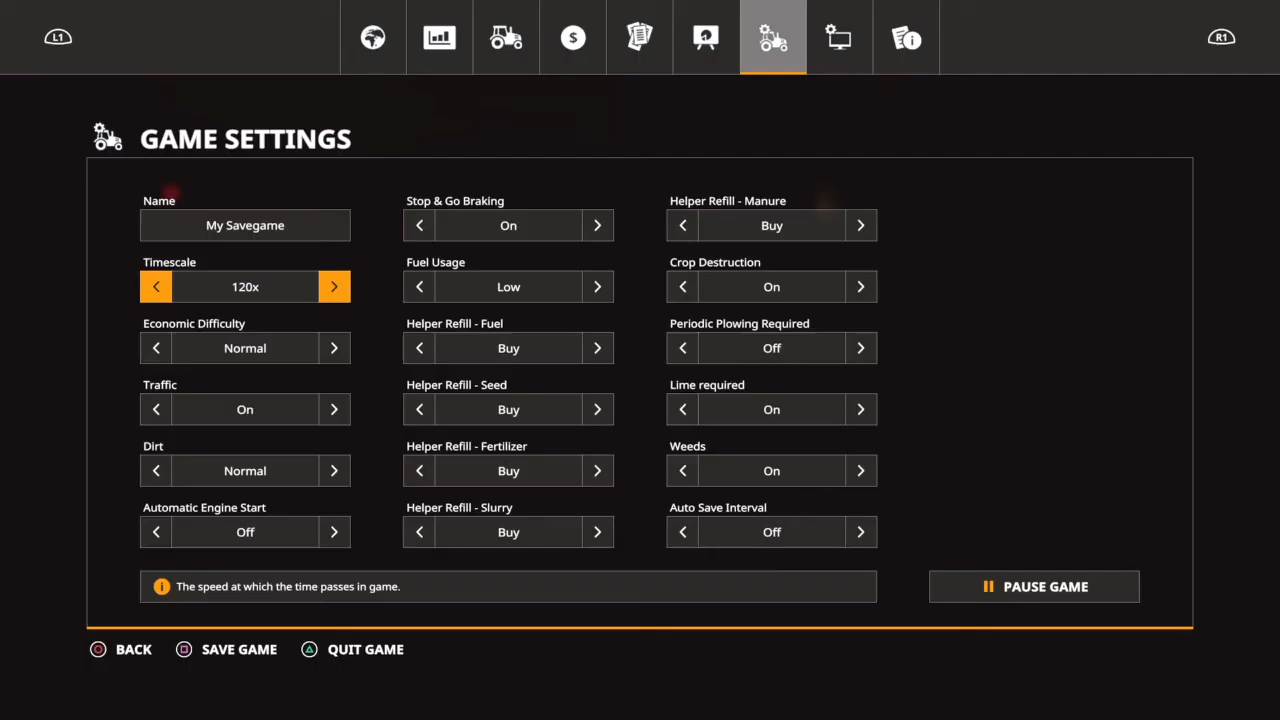 L1
R1
GAME SETTINGS
Name
My Savegame
Timescale
120x
Economic Difficulty
Normal
Traffic
On
Dirt
Normal
Automatic Engine Start
Off
Stop & Go Braking
On
Fuel Usage
Low
Helper Refill - Fuel
Buy
Helper Refill - Seed
Buy
Helper Refill - Fertilizer
Buy
Helper Refill - Slurry
Buy
Helper Refill - Manure
Buy
Crop Destruction
On
Periodic Plowing Required
Off
Lime required
On
Weeds
On
Auto Save Interval
Off
The speed at which the time passes in game.
PAUSE GAME
BACK
SAVE GAME
QUIT GAME